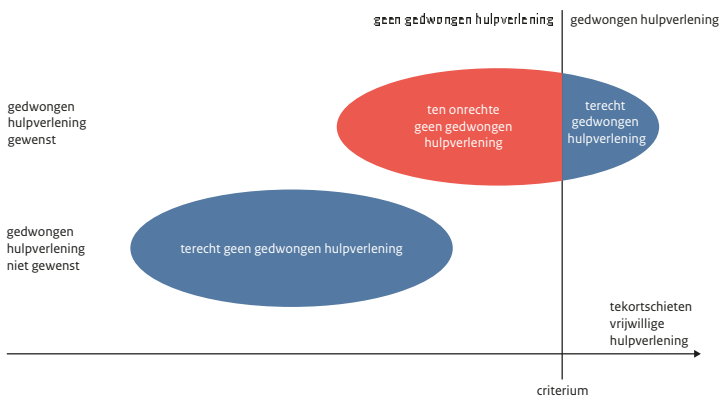 geen gedwongen hulpverlening
gedwongen hulpverlening
gedwongen
hulpverlening
gewenst
ten onrechte
geen gedwongen
hulpverlening
terecht
gedwongen
hulpverlening
gedwongen
hulpverlening
niet gewenst
terecht geen gedwongen hulpverlening
tekortschieten
vrijwillige
hulpverlening
criterium